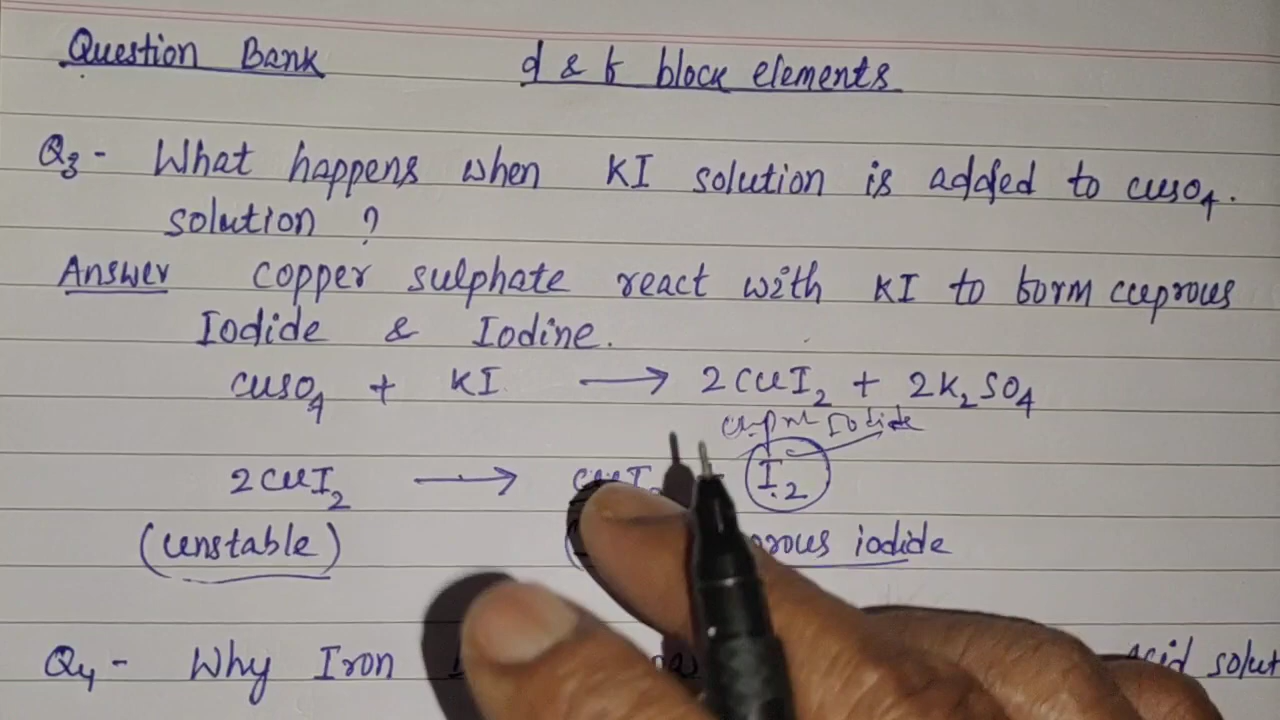 Question Bank d & f block elements
Q3 - What happens when KI solution is added to CuSO4.
solution ?
Answer Copper sulphate react with KI to form cuprous
Iodide & Iodine.
CuSO4 + KI → 2CuI2 + 2K2SO4
Iodide
2CuI2 → I2
(unstable) iodide
Q4 - Why Iron